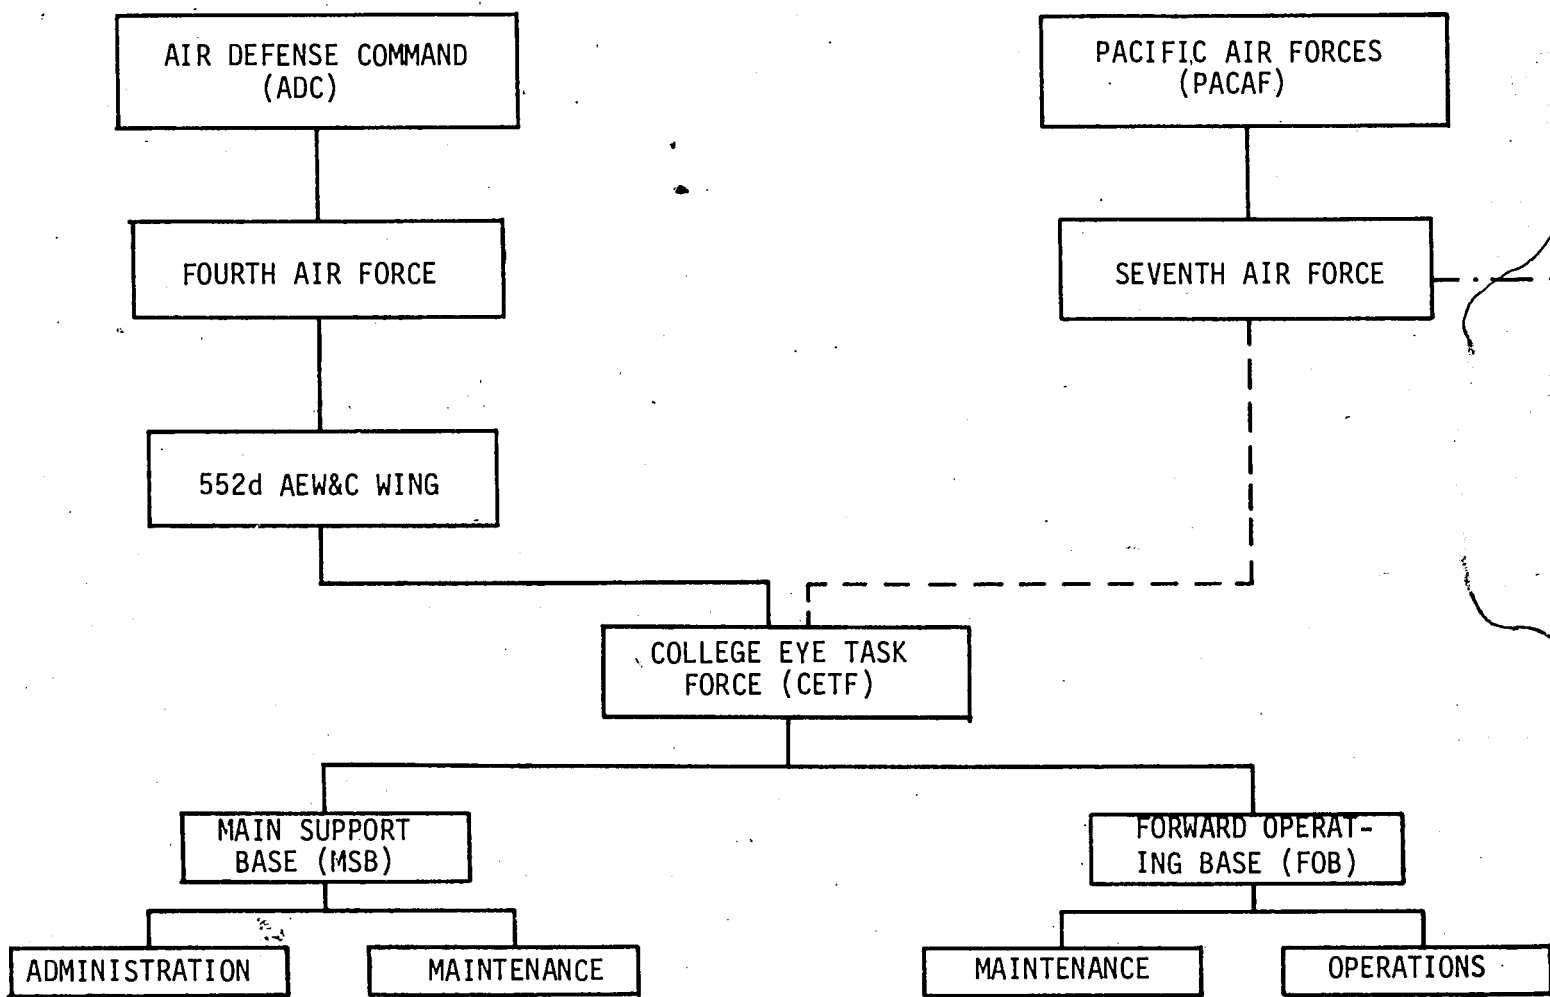 AIR DEFENSE COMMAND
(ADC)
PACIFIC AIR FORCES
(PACAF)
FOURTH AIR FORCE
SEVENTH AIR FORCE
552d AEW&C WING
COLLEGE EYE TASK
FORCE (CETF)
MAIN SUPPORT
BASE (MSB)
FORWARD OPERAT-
ING BASE (FOB)
ADMINISTRATION
MAINTENANCE
MAINTENANCE
OPERATIONS